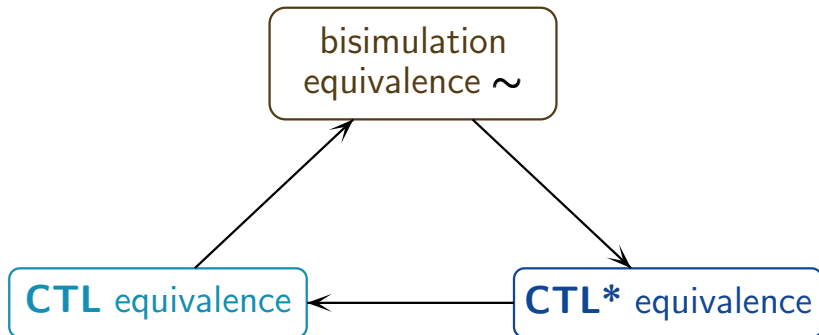 bisimulation
equivalence ∼
CTL equivalence
CTL* equivalence